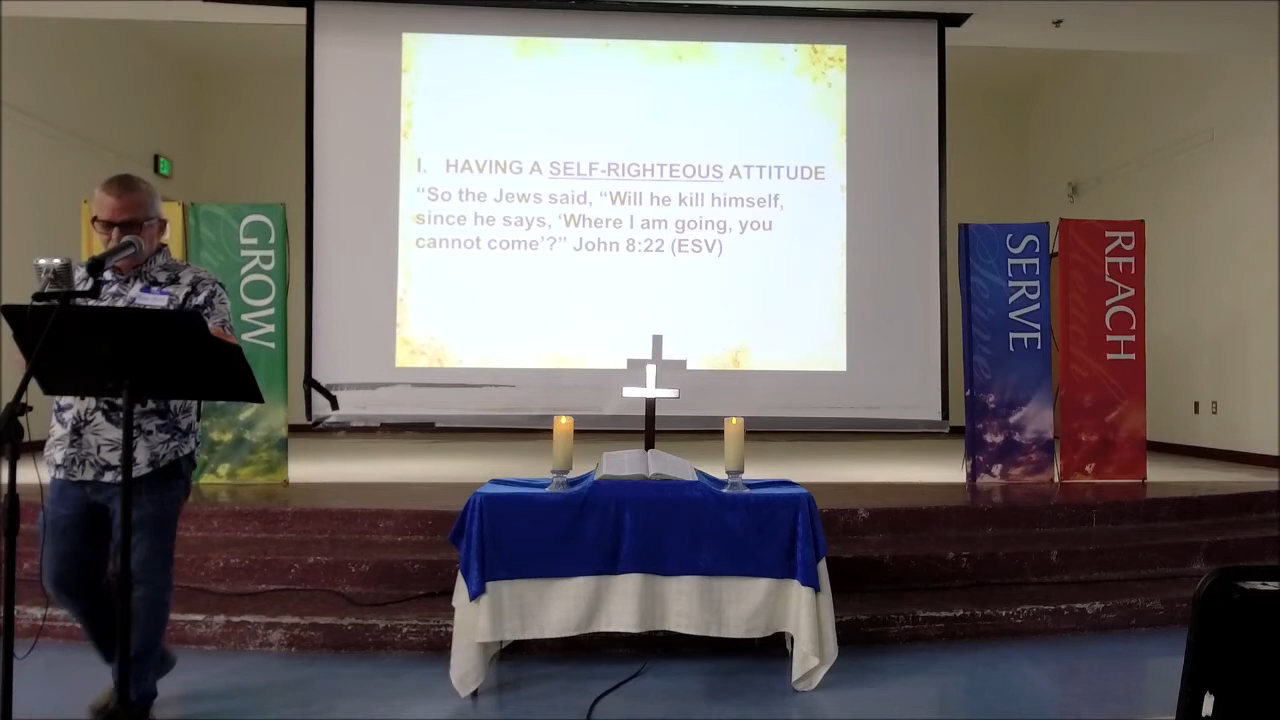 I. HAVING A SELF-RIGHTEOUS ATTITUDE
“So the Jews said, “Will he kill himself,
since he says, ‘Where I am going, you
cannot come’?” John 8:22 (ESV)
GROW
SERVE
REACH